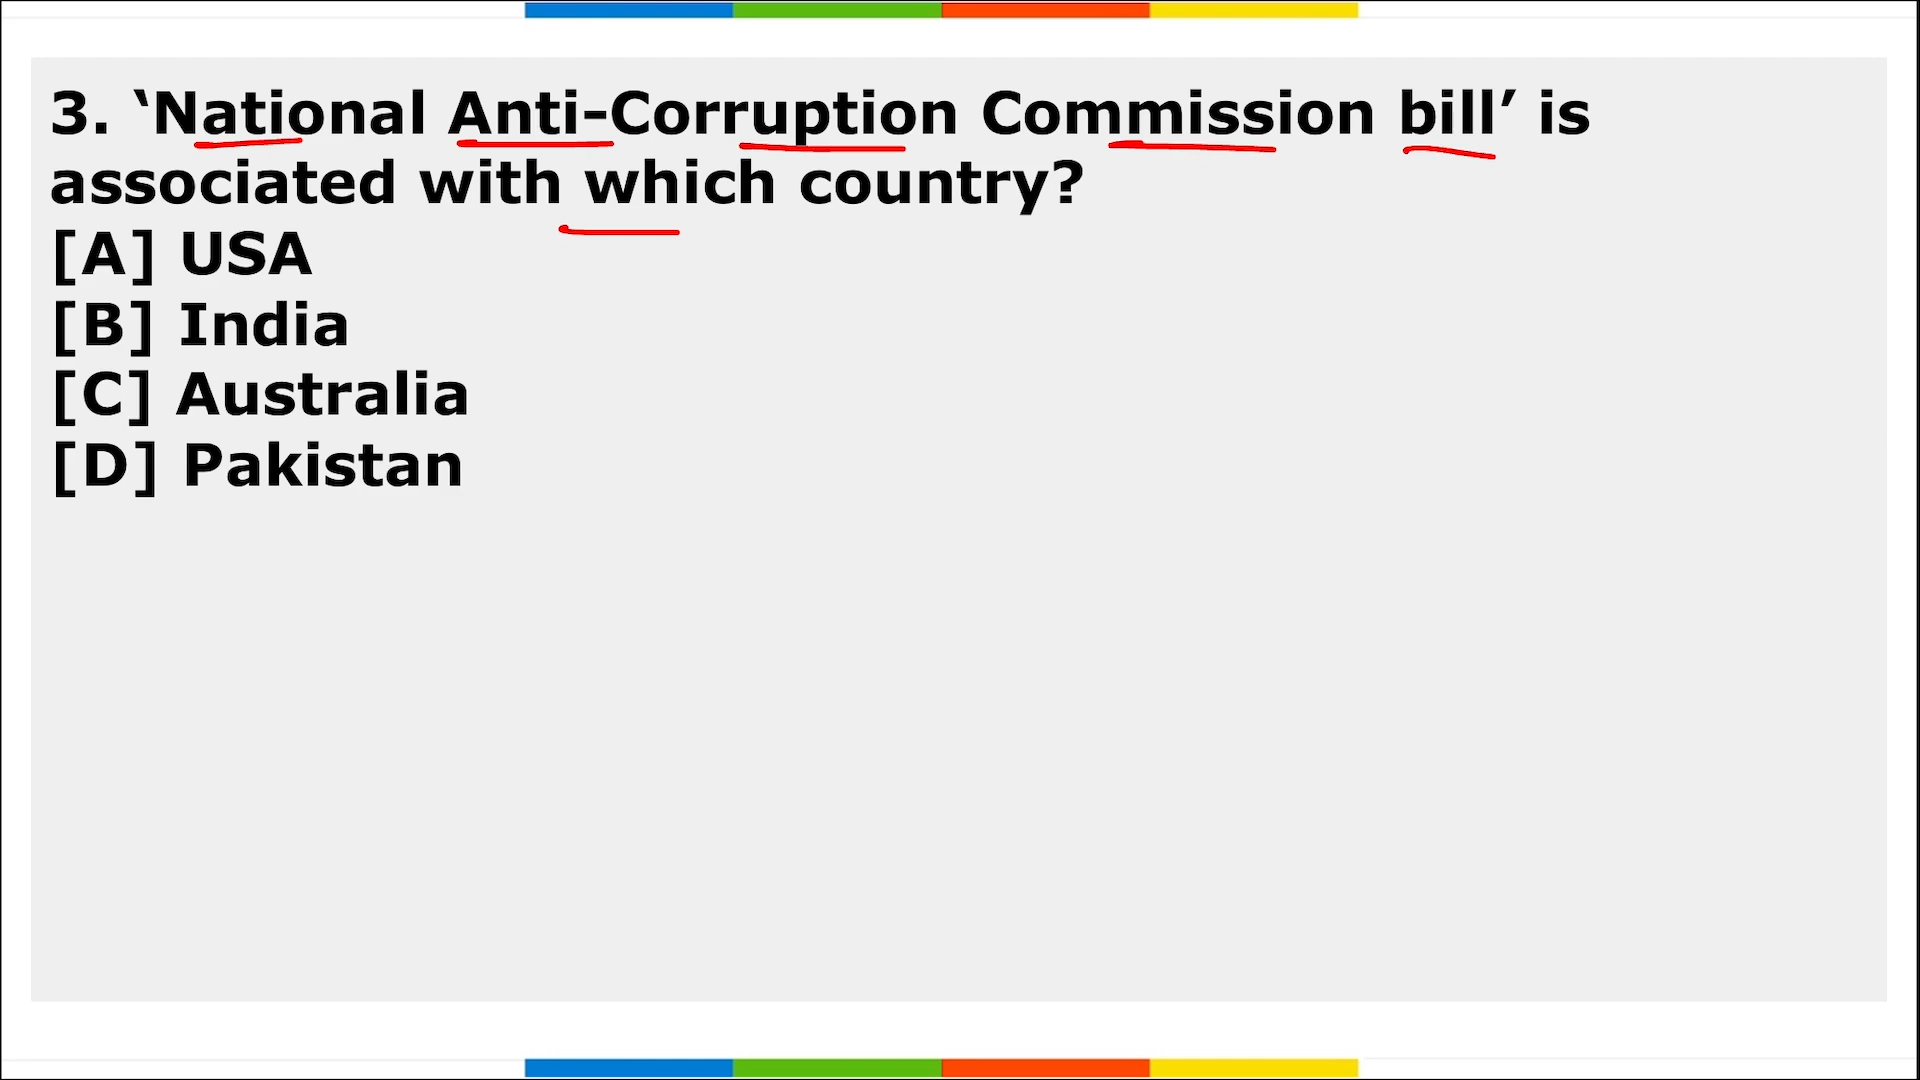 3. ‘National Anti-Corruption Commission bill’ is
associated with which country?
[A] USA
[B] India
[C] Australia
[D] Pakistan